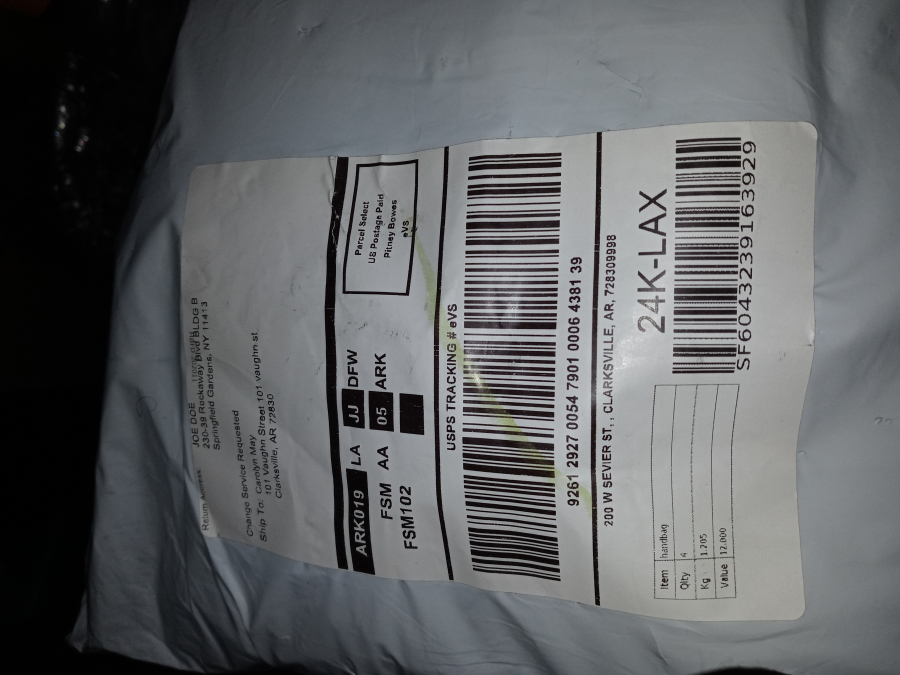 Return Address JOE DOE
230-39 Rockaway Blvd BLDG B
Springfield Gardens, NY 11413
Change Service Requested
Ship To: Carolyn May
101 Vaughn Street 101 vaughn st
Clarksville, AR 72830
Parcel Select
US Postage Paid
Pitney Bowes
eVS
ARK019 LA JJ DFW
FSM AA 05 ARK
FSM102
USPS TRACKING # eVS
9261 2927 0054 7901 0006 4381 39
200 W SEVIER ST, , CLARKSVILLE, AR, 728309998
24K-LAX
SF6043239163929
Item handbag
Qity 4
Kg 1.705
Value 12.000